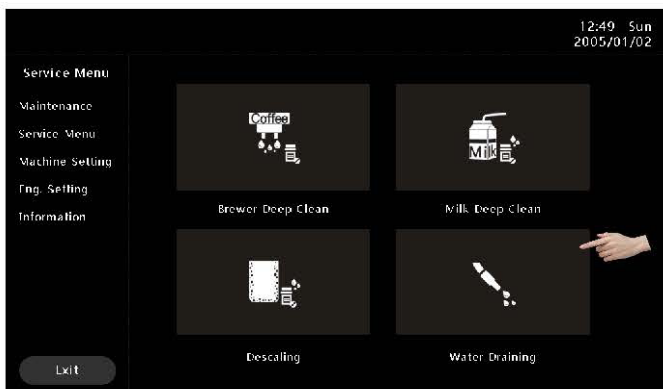 12:49 Sun
2005/01/02
Service Menu
Maintenance
Service Menu
Machine Setting
Eng. Setting
Information
Exit
Coffee
Brewer Deep Clean
Milk
Milk Deep Clean
Descaling
Water Draining